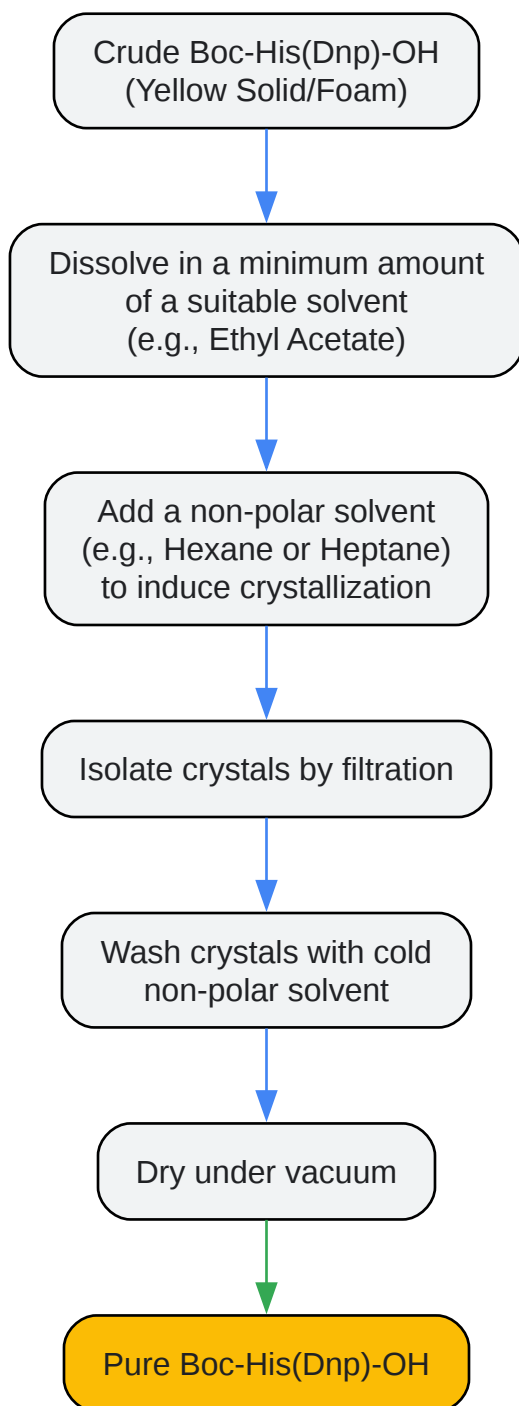 Crude Boc-His(Dnp)-OH
(Yellow Solid/Foam)
Dissolve in a minimum amount
of a suitable solvent
(e.g., Ethyl Acetate)
Add a non-polar solvent
(e.g., Hexane or Heptane)
to induce crystallization
Isolate crystals by filtration
Wash crystals with cold
non-polar solvent
Dry under vacuum
Pure Boc-His(Dnp)-OH